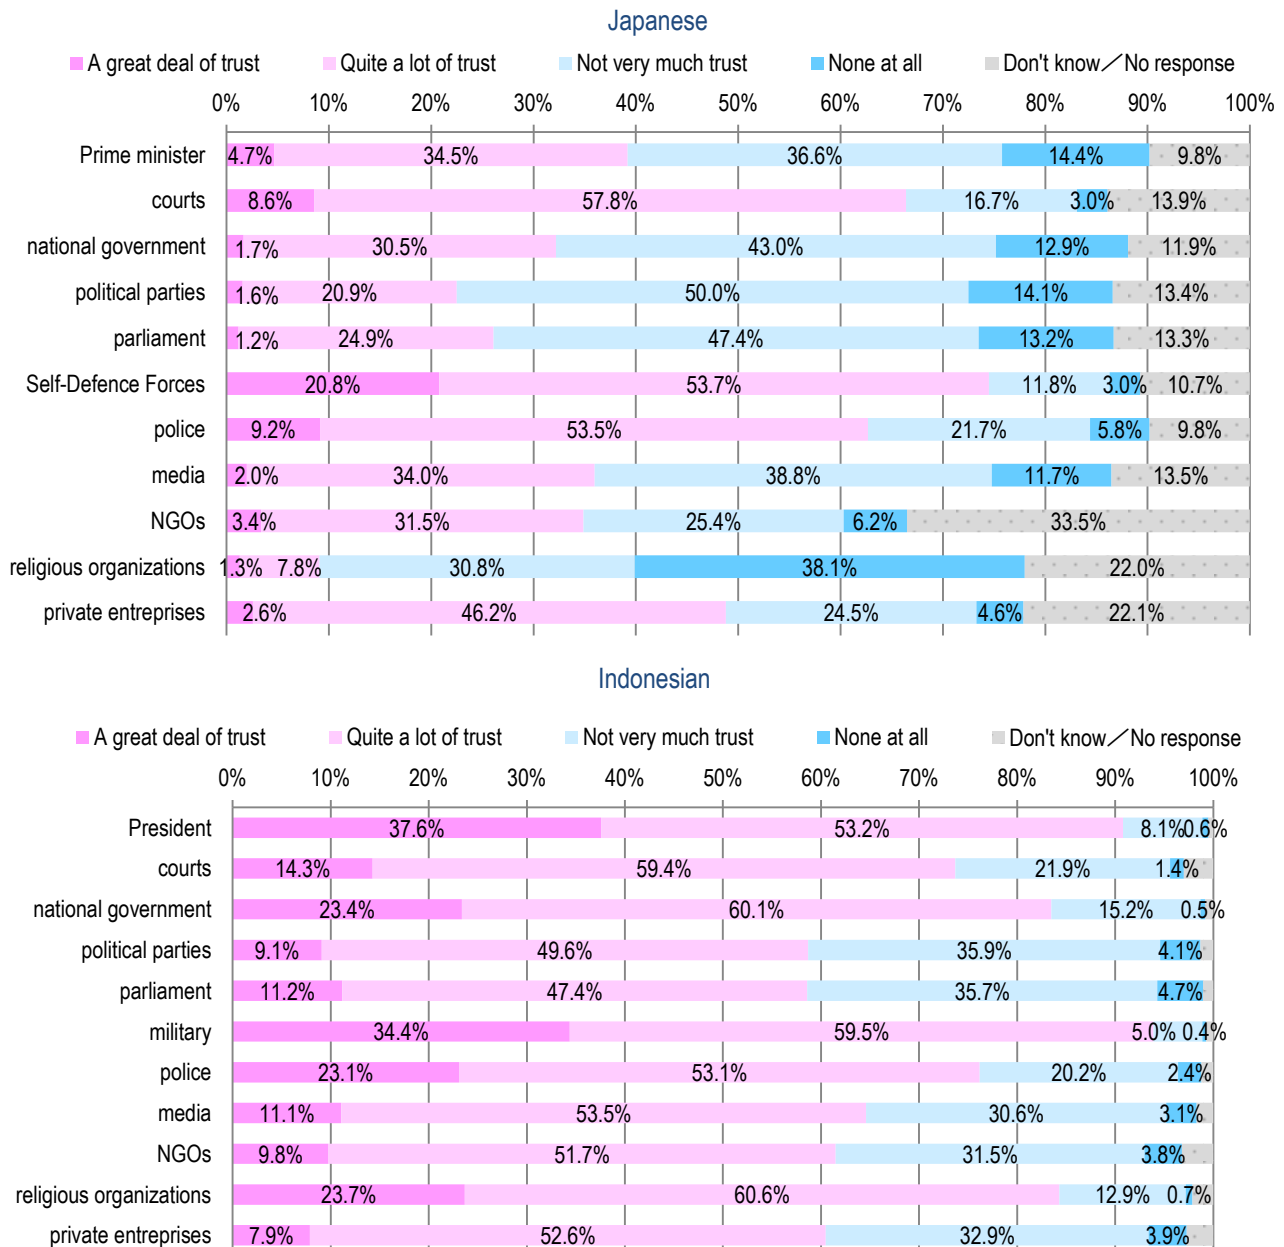 Japanese
A great deal of trust Quite a lot of trust Not very much trust None at all Don't know／No response
0% 10% 20% 30% 40% 50% 60% 70% 80% 90% 100%
Prime minister 4.7% 34.5% 36.6% 14.4% 9.8%
courts 8.6% 57.8% 16.7% 3.0% 13.9%
national government 1.7% 30.5% 43.0% 12.9% 11.9%
political parties 1.6% 20.9% 50.0% 14.1% 13.4%
parliament 1.2% 24.9% 47.4% 13.2% 13.3%
Self-Defence Forces 20.8% 53.7% 11.8% 3.0% 10.7%
police 9.2% 53.5% 21.7% 5.8% 9.8%
media 2.0% 34.0% 38.8% 11.7% 13.5%
NGOs 3.4% 31.5% 25.4% 6.2% 33.5%
religious organizations 1.3% 7.8% 30.8% 38.1% 22.0%
private entreprises 2.6% 46.2% 24.5% 4.6% 22.1%
Indonesian
A great deal of trust Quite a lot of trust Not very much trust None at all Don't know／No response
0% 10% 20% 30% 40% 50% 60% 70% 80% 90% 100%
President 37.6% 53.2% 8.1% 0.6%
courts 14.3% 59.4% 21.9% 1.4%
national government 23.4% 60.1% 15.2% 0.5%
political parties 9.1% 49.6% 35.9% 4.1%
parliament 11.2% 47.4% 35.7% 4.7%
military 34.4% 59.5% 5.0% 0.4%
police 23.1% 53.1% 20.2% 2.4%
media 11.1% 53.5% 30.6% 3.1%
NGOs 9.8% 51.7% 31.5% 3.8%
religious organizations 23.7% 60.6% 12.9% 0.7%
private entreprises 7.9% 52.6% 32.9% 3.9%